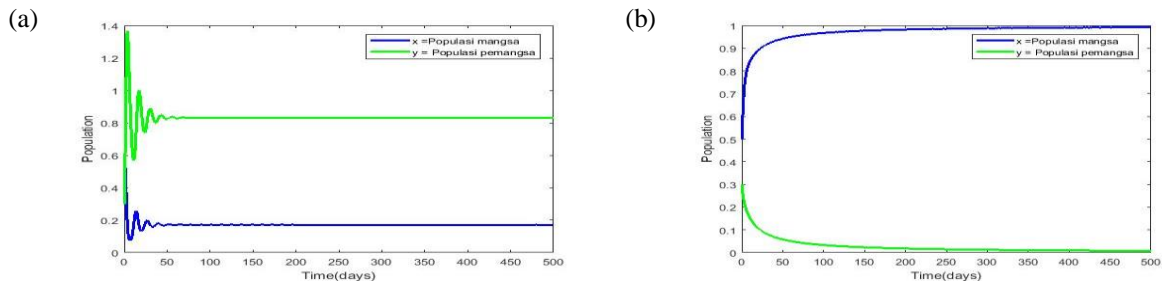 (a)
1.4
1.2
1
0.8
0.6
0.4
0.2
0
Population
x =Populasi mangsa
y = Populasi pemangsa
0 50 100 150 200 250 300 350 400 450 500
Time(days)
(b)
1
0.9
0.8
0.7
0.6
0.5
0.4
0.3
0.2
0.1
0
Population
x =Populasi mangsa
y = Populasi pemangsa
0 50 100 150 200 250 300 350 400 450 500
Time(days)